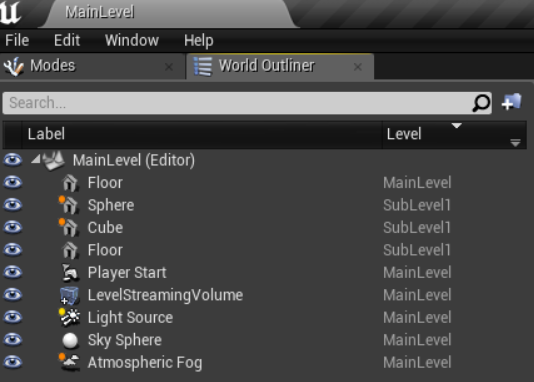 MainLevel
File Edit Window Help
Modes World Outliner
Search...
Label Level
MainLevel (Editor)
Floor MainLevel
Sphere SubLevel1
Cube SubLevel1
Floor SubLevel1
Player Start MainLevel
LevelStreamingVolume MainLevel
Light Source MainLevel
Sky Sphere MainLevel
Atmospheric Fog MainLevel